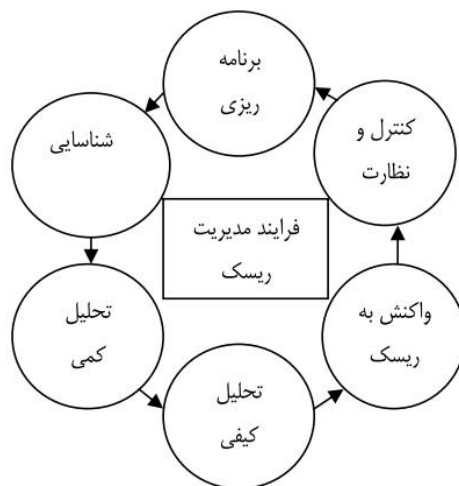 برنامه
ریزی
شناسایی
تحلیل
کمی
تحلیل
کیفی
واکنش به
ریسک
کنترل و
نظارت
فرایند مدیریت
ریسک